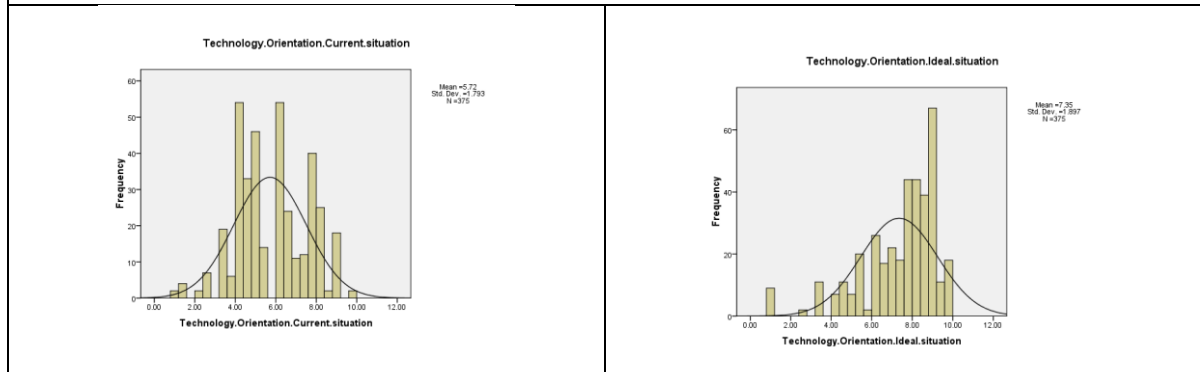 Technology.Orientation.Current.situation
Mean =5.72
Std. Dev. =1.793
N =375
60
50
40
30
20
10
0
Frequency
0.00 2.00 4.00 6.00 8.00 10.00 12.00
Technology.Orientation.Current.situation
Technology.Orientation.Ideal.situation
Mean =7.35
Std. Dev. =1.897
N =375
60
40
20
0
Frequency
0.00 2.00 4.00 6.00 8.00 10.00 12.00
Technology.Orientation.Ideal.situation